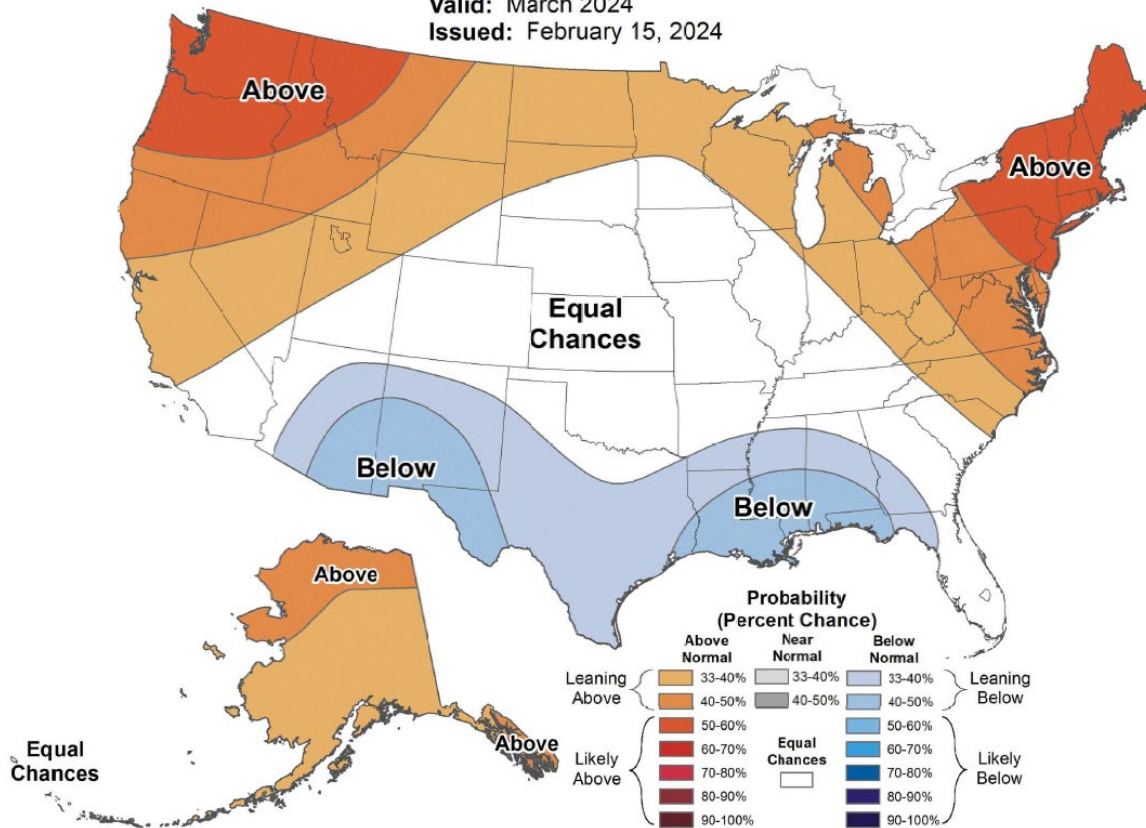 Valid: March 2024
Issued: February 15, 2024
Above
Above
Equal
Chances
Below
Below
Above
Above
Equal
Chances
Probability
(Percent Chance)
Above
Normal
Near
Normal
Below
Normal
Leaning
Above
33-40%
33-40%
33-40%
Leaning
Below
40-50%
40-50%
40-50%
Likely
Above
50-60%
50-60%
Likely
Below
60-70%
Equal
Chances
60-70%
70-80%
70-80%
80-90%
80-90%
90-100%
90-100%